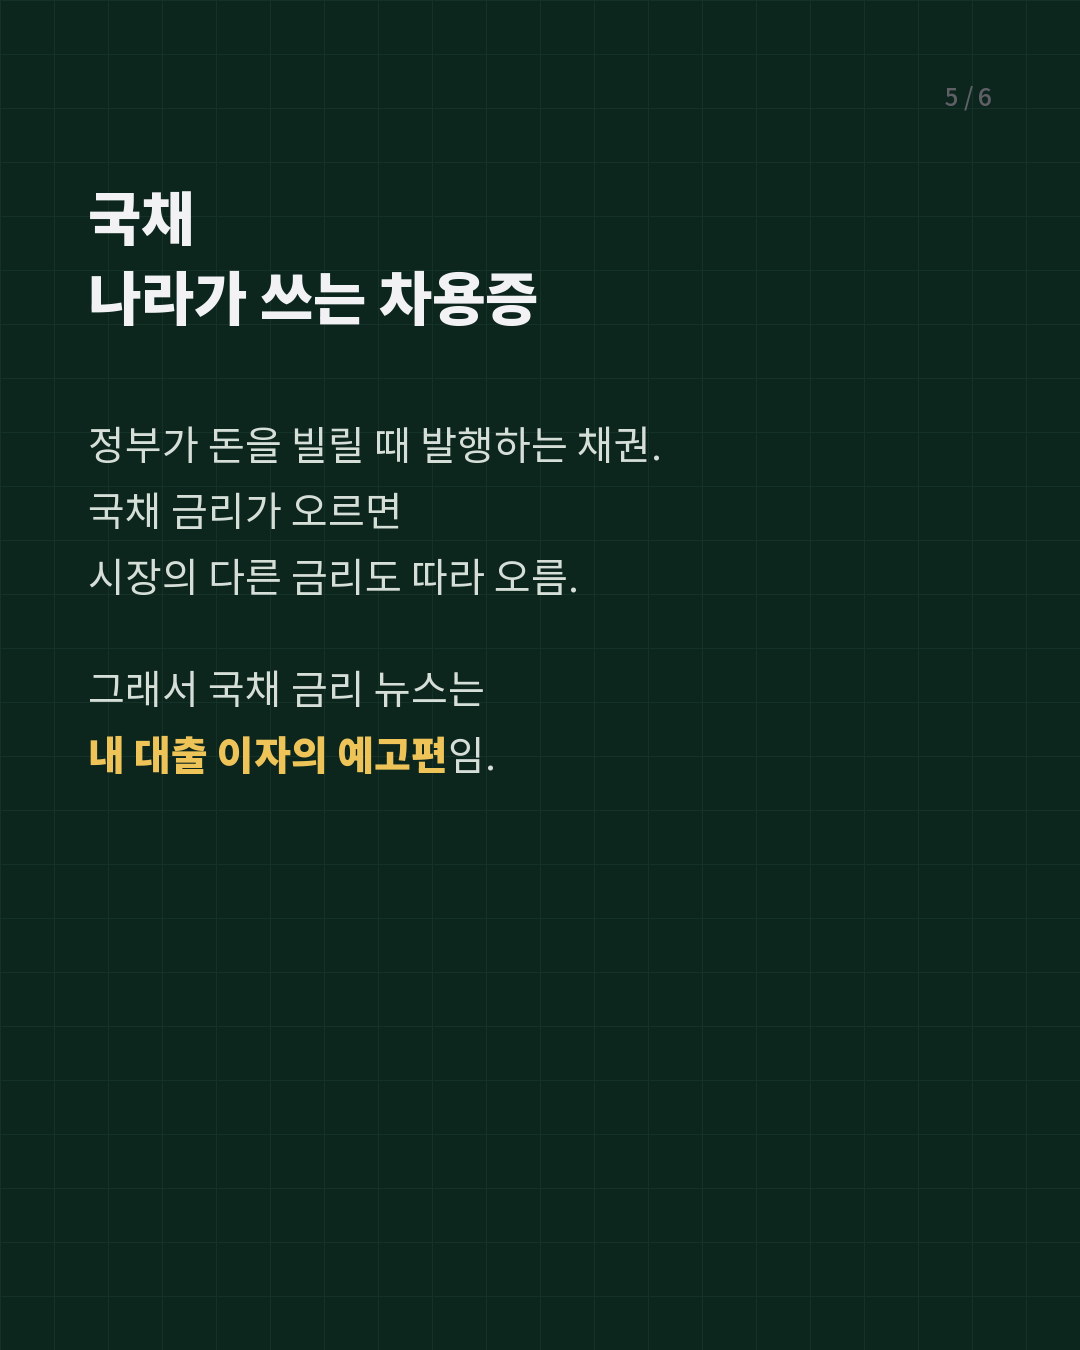 5 / 6
국채
나라가 쓰는 차용증
정부가 돈을 빌릴 때 발행하는 채권.
국채 금리가 오르면
시장의 다른 금리도 따라 오름.
그래서 국채 금리 뉴스는
내 대출 이자의 예고편임.